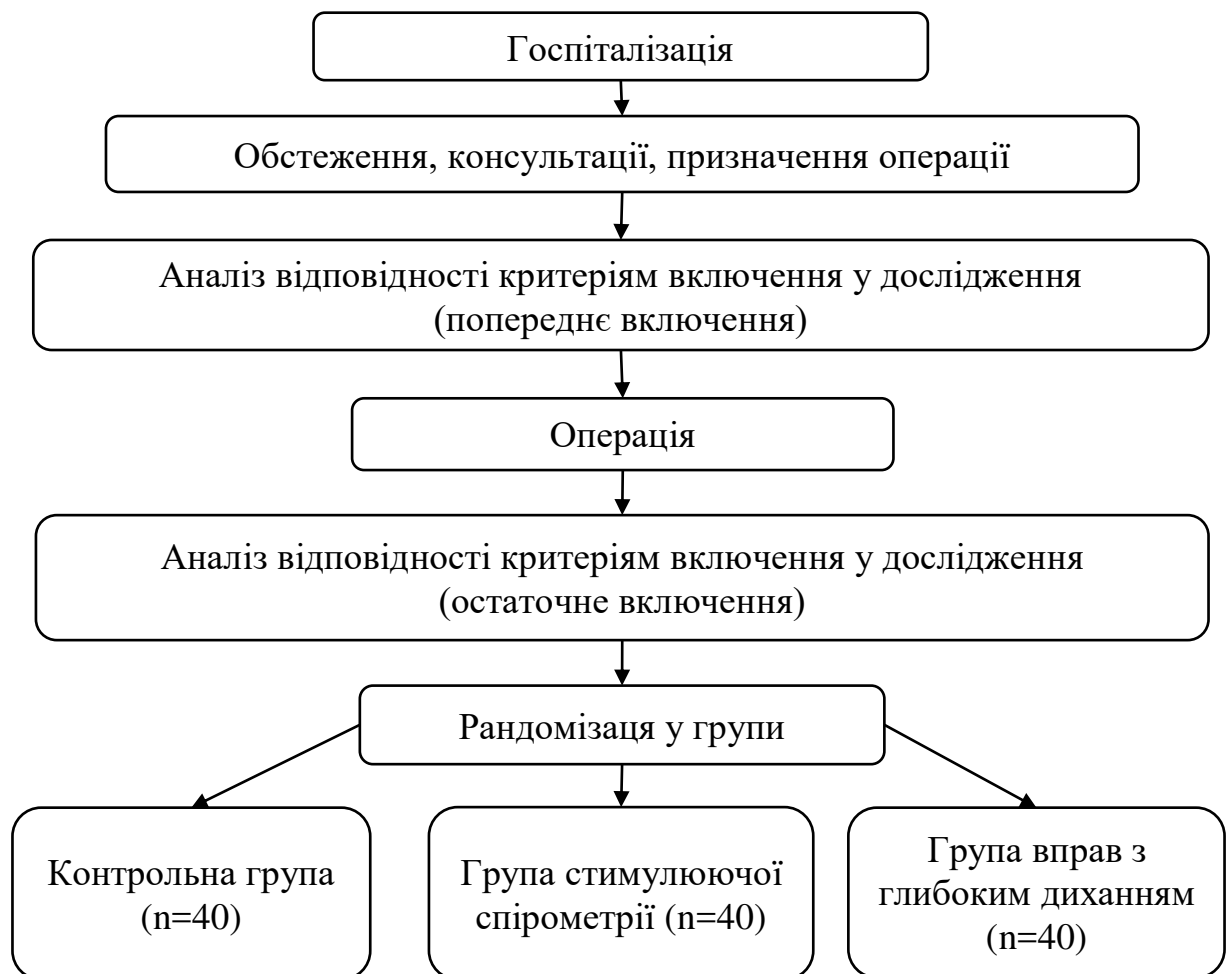 Госпіталізація
Обстеження, консультації, призначення операції
Аналіз відповідності критеріям включення у дослідження
(попереднє включення)
Операція
Аналіз відповідності критеріям включення у дослідження
(остаточне включення)
Рандомізаця у групи
Контрольна група
(n=40)
Група стимулюючої
спірометрії (n=40)
Група вправ з
глибоким диханням
(n=40)